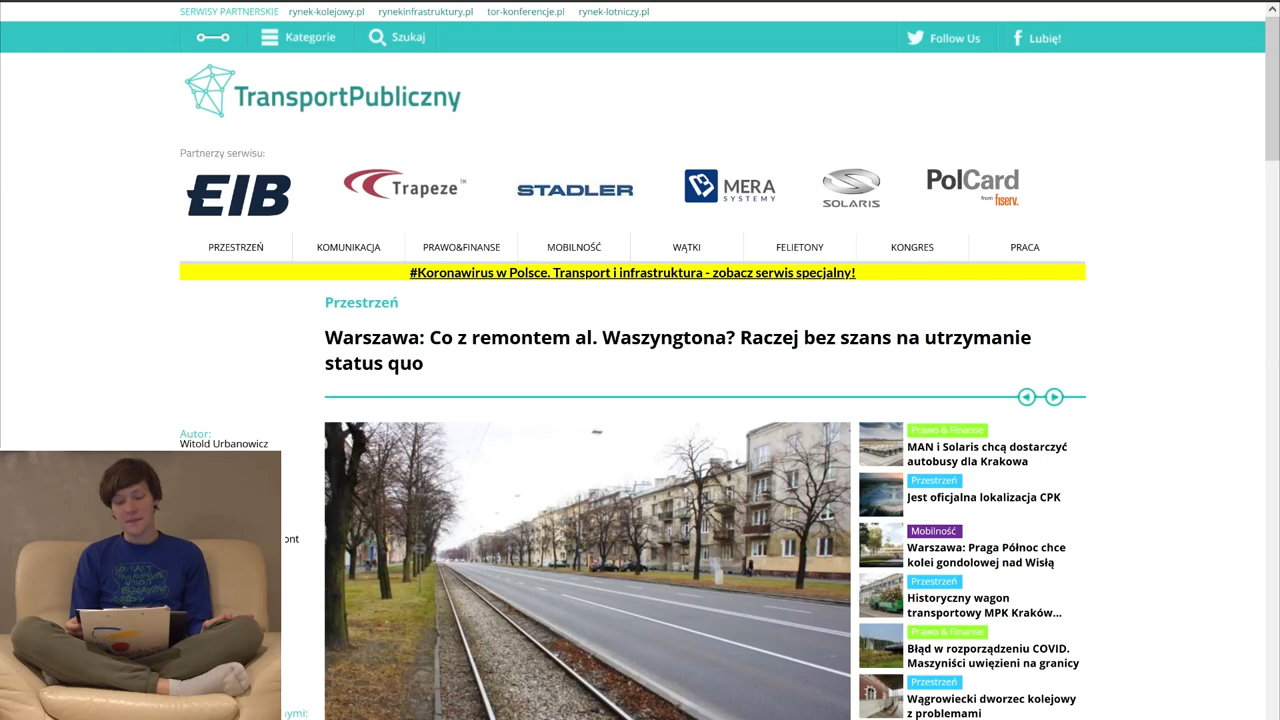 SERWISY PARTNERSKIE rynek-kolejowy.pl rynekinfrastruktury.pl tor-konferencje.pl rynek-lotniczy.pl
Kategorie Szukaj Follow Us Lubię!
TransportPubliczny
Partnerzy serwisu:
EIB Trapeze™ STADLER MERA SYSTEMY SOLARIS PolCard from fiserv.
PRZESTRZEŃ KOMUNIKACJA PRAWO&FINANSE MOBILNOŚĆ WĄTKI FELIETONY KONGRES PRACA
#Koronawirus w Polsce. Transport i infrastruktura - zobacz serwis specjalny!
Przestrzeń
Warszawa: Co z remontem al. Waszyngtona? Raczej bez szans na utrzymanie
status quo
Autor:
Witold Urbanowicz
ont
nymi:
Prawo & Finanse
MAN i Solaris chcą dostarczyć
autobusy dla Krakowa
Przestrzeń
Jest oficjalna lokalizacja CPK
Mobilność
Warszawa: Praga Północ chce
kolei gondolowej nad Wisłą
Przestrzeń
Historyczny wagon
transportowy MPK Kraków...
Prawo & Finanse
Błąd w rozporządzeniu COVID.
Maszyniści uwięzieni na granicy
Przestrzeń
Wągrowiecki dworzec kolejowy
z problemami